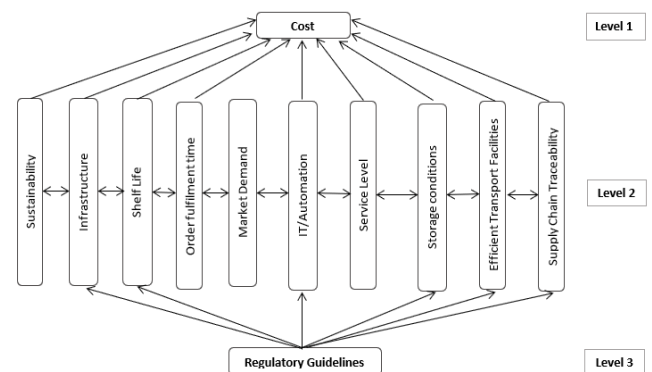 Cost
Level 1
Sustainability
Infrastructure
Shelf Life
Order fulfilment time
Market Demand
IT/Automation
Service Level
Storage conditions
Efficient Transport Facilities
Supply Chain Traceability
Level 2
Regulatory Guidelines
Level 3